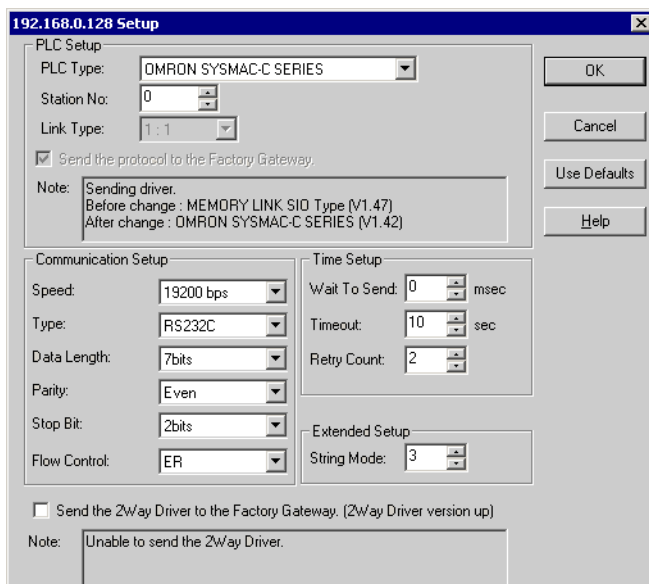 192.168.0.128 Setup
PLC Setup
PLC Type: OMRON SYSMAC-C SERIES
OK
Station No: 0
Link Type: 1 : 1
Cancel
Send the protocol to the Factory Gateway.
Use Defaults
Note: Sending driver.
Before change : MEMORY LINK SIO Type (V1.47)
After change : OMRON SYSMAC-C SERIES (V1.42)
Help
Communication Setup
Speed: 19200 bps
Type: RS232C
Data Length: 7bits
Parity: Even
Stop Bit: 2bits
Flow Control: ER
Time Setup
Wait To Send: 0 msec
Timeout: 10 sec
Retry Count: 2
Extended Setup
String Mode: 3
Send the 2Way Driver to the Factory Gateway. (2Way Driver version up)
Note: Unable to send the 2Way Driver.